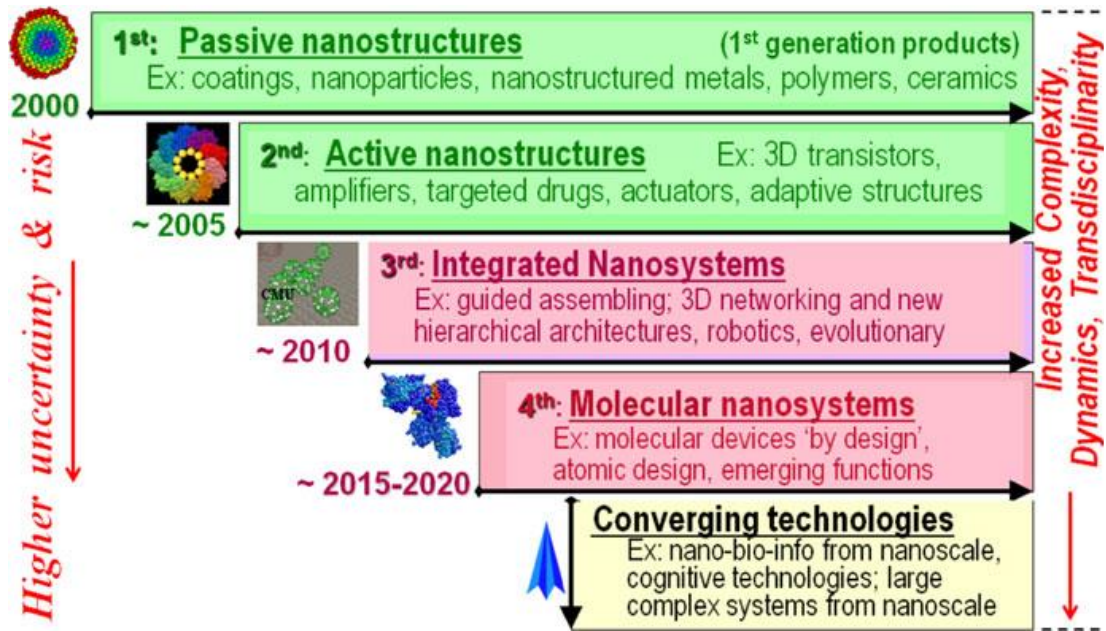 1st: Passive nanostructures (1st generation products)
Ex: coatings, nanoparticles, nanostructured metals, polymers, ceramics
2000
2nd: Active nanostructures Ex: 3D transistors,
amplifiers, targeted drugs, actuators, adaptive structures
~ 2005
CMU
3rd: Integrated Nanosystems
Ex: guided assembling; 3D networking and new
hierarchical architectures, robotics, evolutionary
~ 2010
4th: Molecular nanosystems
Ex: molecular devices ‘by design’,
atomic design, emerging functions
~ 2015-2020
Converging technologies
Ex: nano-bio-info from nanoscale,
cognitive technologies; large
complex systems from nanoscale
Higher uncertainty & risk
Increased Complexity,
Dynamics, Transdisciplinarity